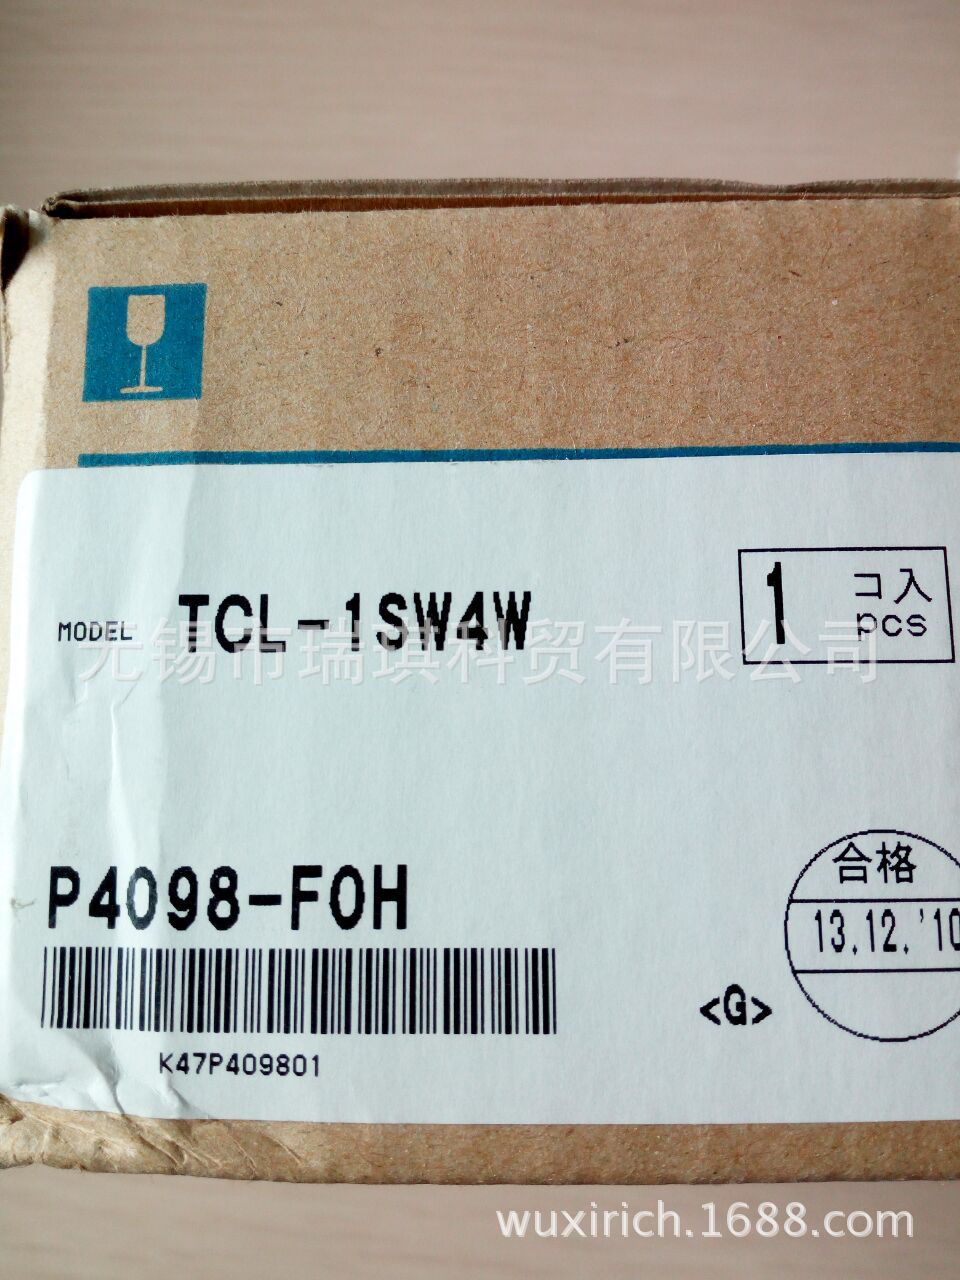 MODEL TCL-1SW4W
1 コ入
pcs
无锡市瑞琪科贸有限公司
P4098-F0H
合格
13.12.'10
<G>
K47P409801
wuxirich.1688.com